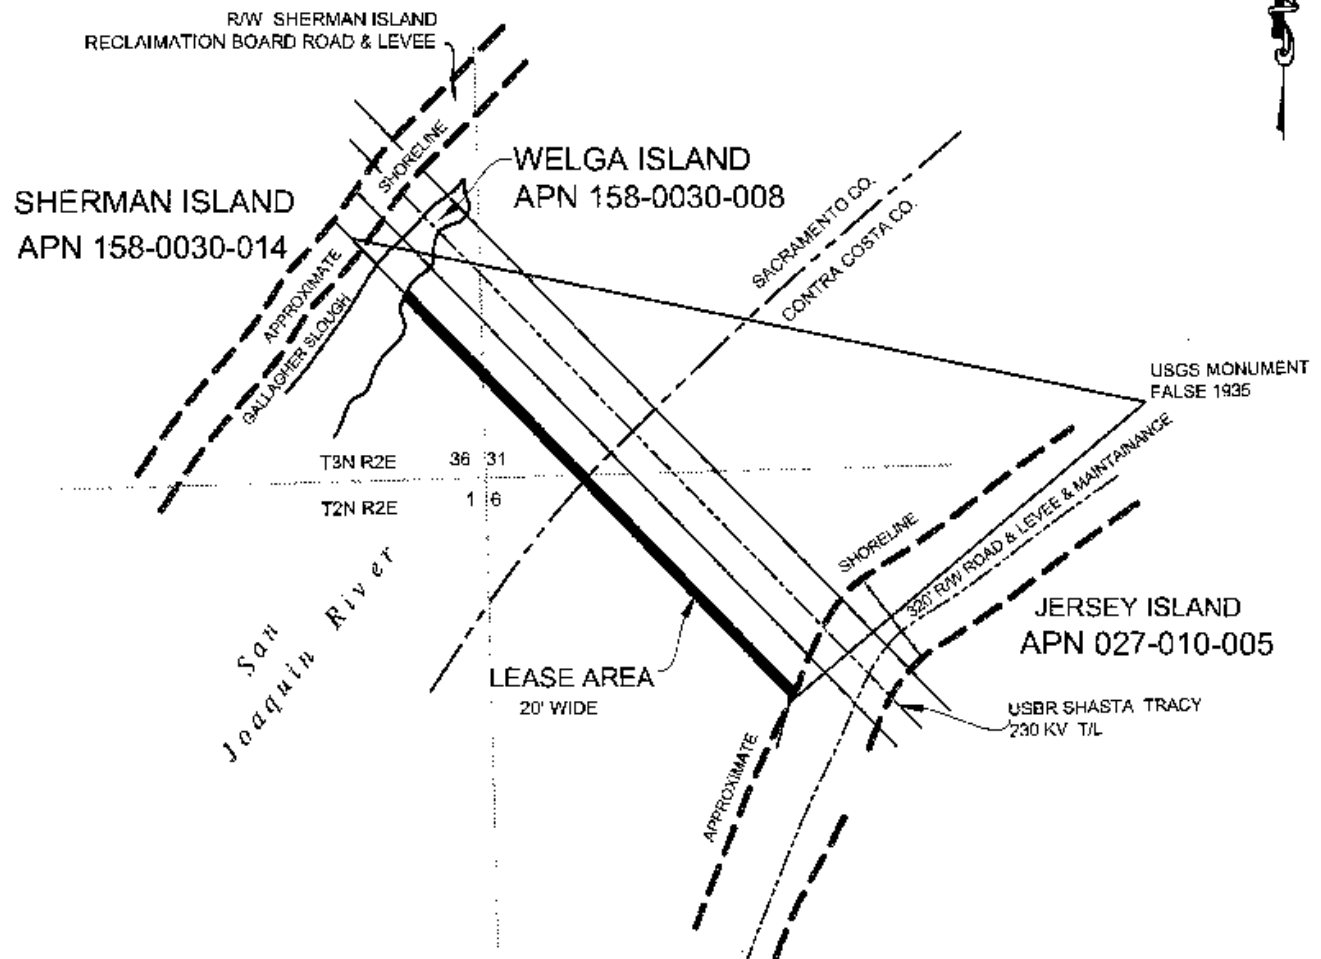 R/W SHERMAN ISLAND
RECLAIMATION BOARD ROAD & LEVEE
SHORELINE
WELGA ISLAND
APN 158-0030-008
SHERMAN ISLAND
APN 158-0030-014
APPROXIMATE
GALLAGHER SLOUGH
SACRAMENTO CO.
CONTRA COSTA CO.
USGS MONUMENT
FALSE 1935
T3N R2E
36 31
T2N R2E
1 6
San
Joaquin River
SHORELINE
320' R/W ROAD & LEVEE & MAINTAINANCE
JERSEY ISLAND
APN 027-010-005
LEASE AREA
20' WIDE
USBR SHASTA TRACY
230 KV T/L
APPROXIMATE